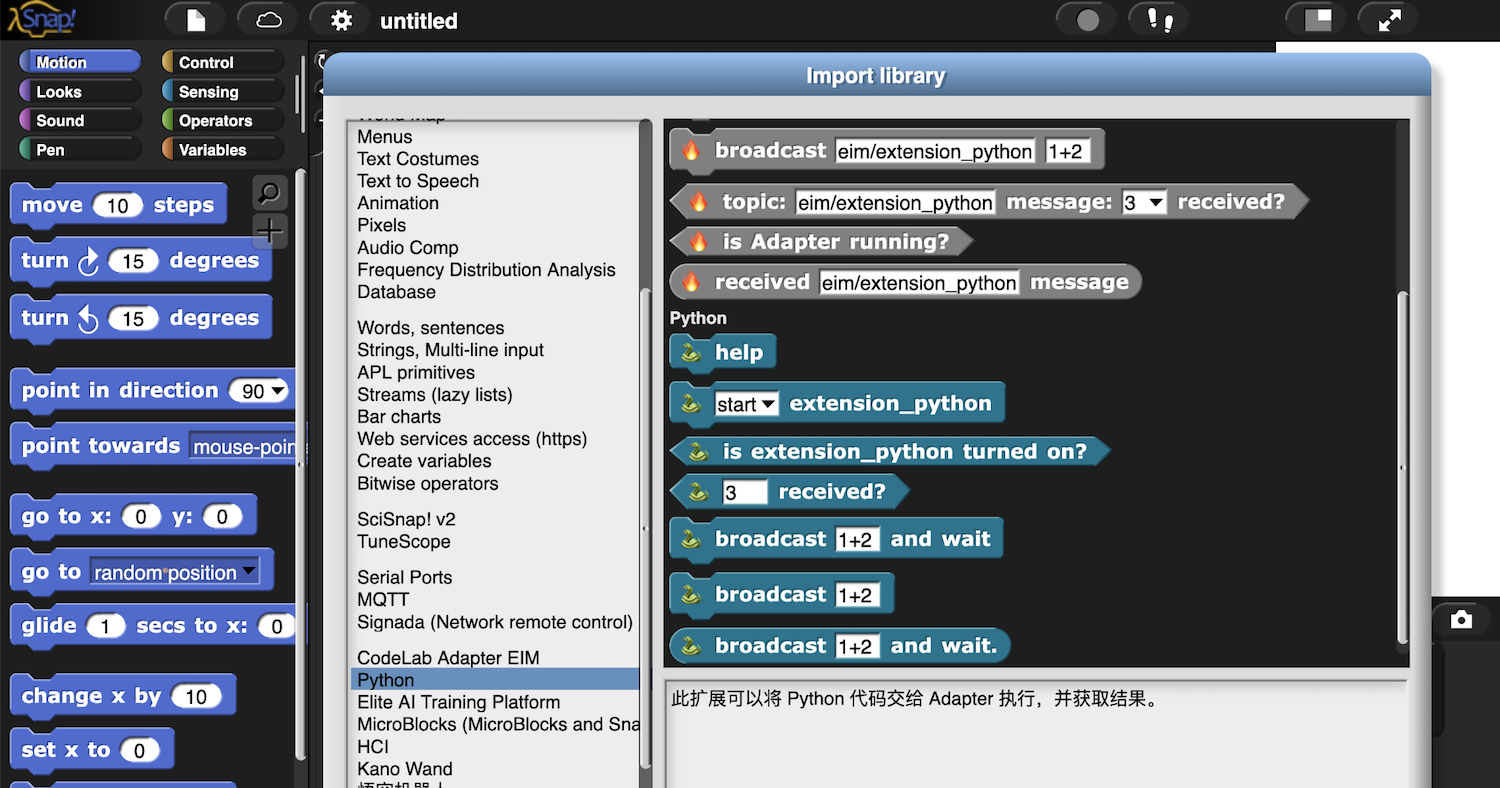 Snap!
untitled
Motion
Control
Looks
Sensing
Sound
Operators
Pen
Variables
move 10 steps
turn 15 degrees
turn 15 degrees
point in direction 90
point towards mouse-poin
go to x: 0 y: 0
go to random position
glide 1 secs to x: 0
change x by 10
set x to 0
Import library
World Map
Menus
Text Costumes
Text to Speech
Animation
Pixels
Audio Comp
Frequency Distribution Analysis
Database
Words, sentences
Strings, Multi-line input
APL primitives
Streams (lazy lists)
Bar charts
Web services access (https)
Create variables
Bitwise operators
SciSnap! v2
TuneScope
Serial Ports
MQTT
Signada (Network remote control)
CodeLab Adapter EIM
Python
Elite AI Training Platform
MicroBlocks (MicroBlocks and Sna
HCI
Kano Wand
broadcast eim/extension_python 1+2
topic: eim/extension_python message: 3 received?
is Adapter running?
received eim/extension_python message
Python
help
start extension_python
is extension_python turned on?
3 received?
broadcast 1+2 and wait
broadcast 1+2
broadcast 1+2 and wait.
此扩展可以将 Python 代码交给 Adapter 执行，并获取结果。